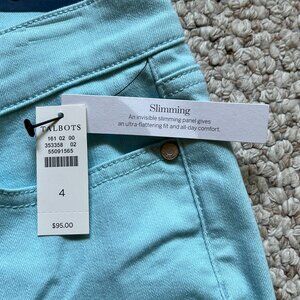 TALBOTS
161 02 00
353358 02
55091565
4
$95.00
Slimming
An invisible slimming panel gives
an ultra-flattering fit and all-day comfort.